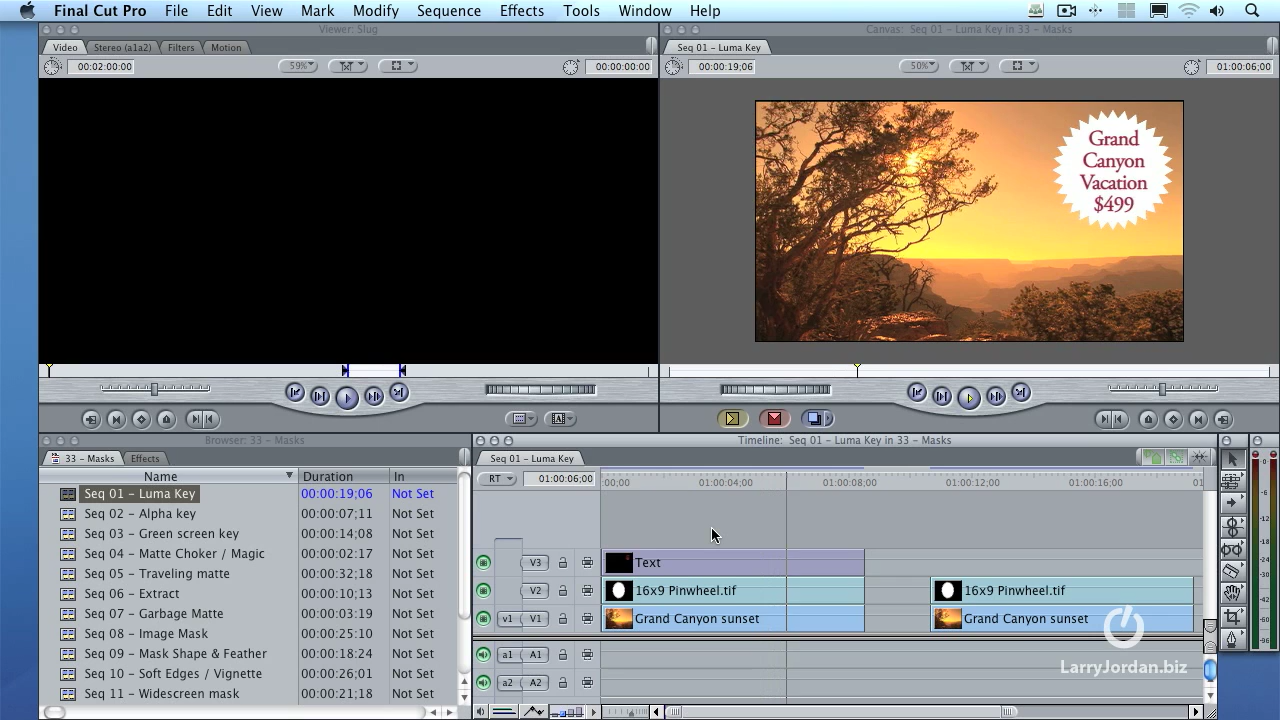 Final Cut Pro File Edit View Mark Modify Sequence Effects Tools Window Help
Viewer: Slug
Video Stereo (a1a2) Filters Motion
00:02:00:00 59% 00:00:00:00
Canvas: Seq 01 – Luma Key in 33 – Masks
Seq 01 – Luma Key
00:00:19;06 50% 01:00:06;00
Grand
Canyon
Vacation
$499
Browser: 33 – Masks
33 – Masks Effects
Name Duration In
Seq 01 – Luma Key 00:00:19;06 Not Set
Seq 02 – Alpha key 00:00:07;11 Not Set
Seq 03 – Green screen key 00:00:14;08 Not Set
Seq 04 – Matte Choker / Magic 00:00:02:17 Not Set
Seq 05 – Traveling matte 00:00:32;18 Not Set
Seq 06 – Extract 00:00:10;13 Not Set
Seq 07 – Garbage Matte 00:00:03:19 Not Set
Seq 08 – Image Mask 00:00:25:10 Not Set
Seq 09 – Mask Shape & Feather 00:00:18:24 Not Set
Seq 10 – Soft Edges / Vignette 00:00:26;01 Not Set
Seq 11 – Widescreen mask 00:00:21;18 Not Set
Timeline: Seq 01 – Luma Key in 33 – Masks
Seq 01 – Luma Key
RT 01:00:06;00
00;00 01:00:04;00 01:00:08;00 01:00:12;00 01:00:16;00 01
V3 Text
V2 16x9 Pinwheel.tif 16x9 Pinwheel.tif
v1 V1 Grand Canyon sunset Grand Canyon sunset
a1 A1
a2 A2
LarryJordan.biz
0
-6
-12
-18
-24
-30
-96